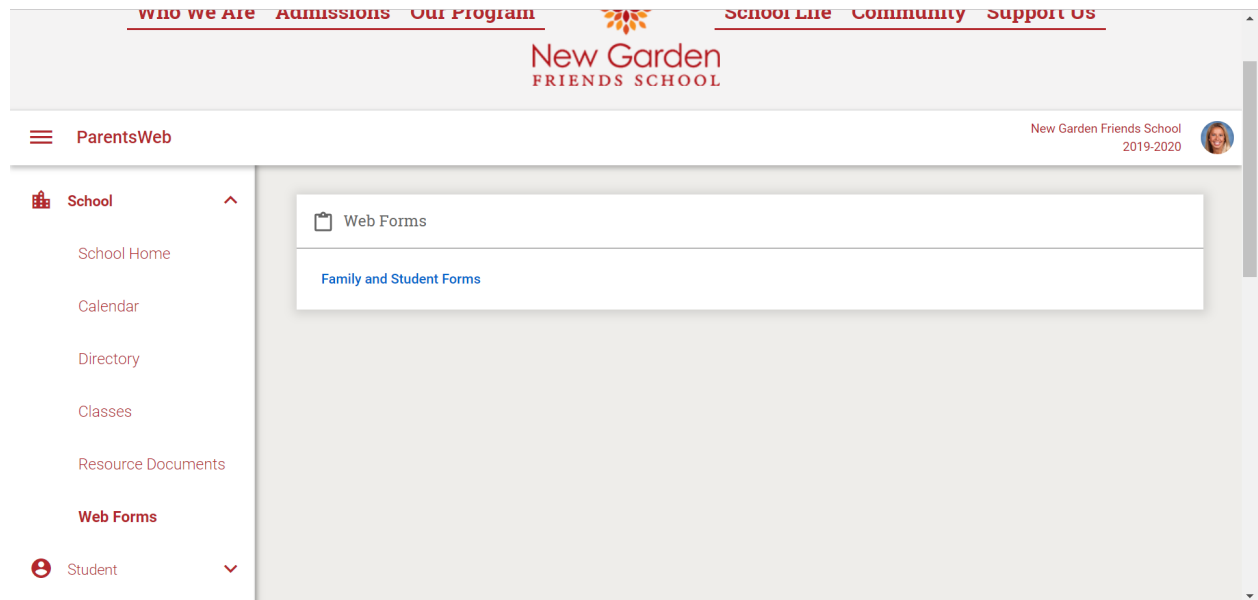 Who We Are Admissions Our Program
School Life Community Support Us
New Garden
FRIENDS SCHOOL
ParentsWeb
New Garden Friends School
2019-2020
School
School Home
Calendar
Directory
Classes
Resource Documents
Web Forms
Student
Web Forms
Family and Student Forms